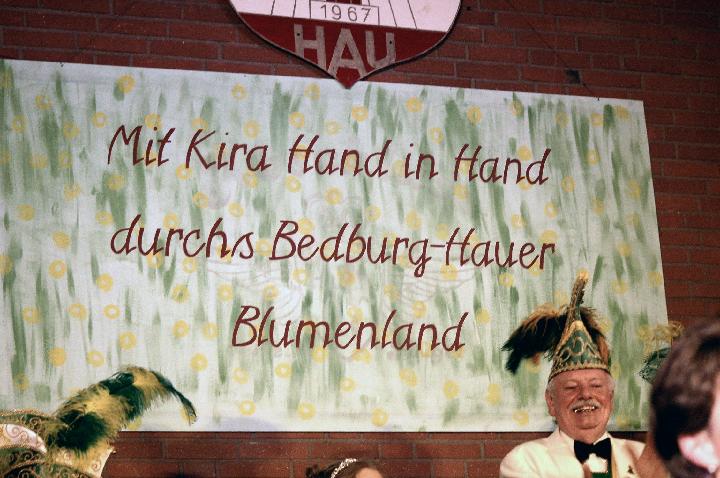 1967
HAU
Mit Kira Hand in Hand
durchs Bedburg-Hauer
Blumenland